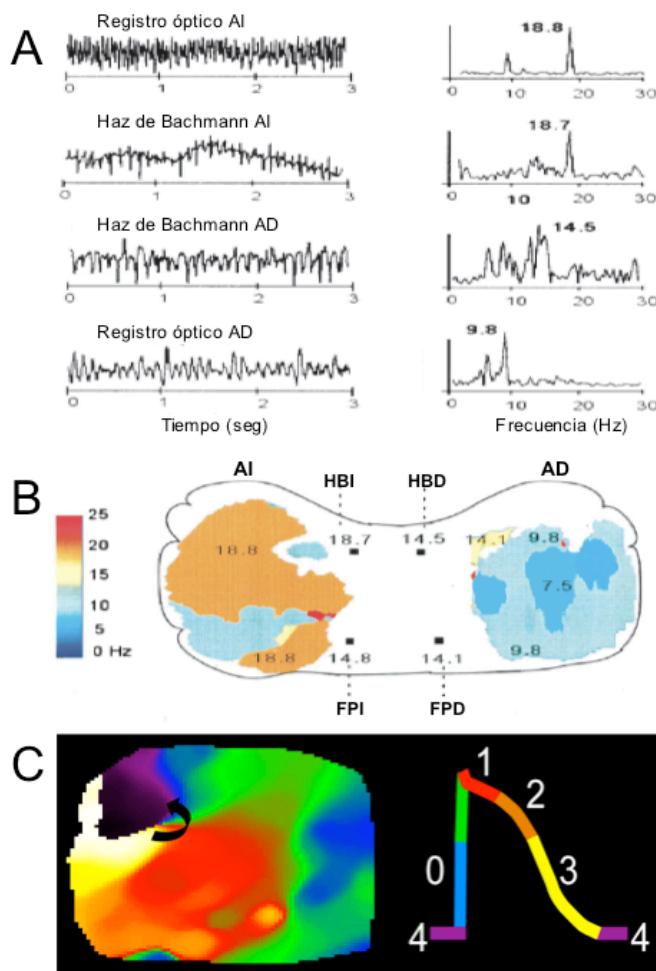 A
Registro óptico AI
0 1 2 3
18.8
0 10 20 30
Haz de Bachmann AI
0 1 2 3
18.7
0 10 20 30
Haz de Bachmann AD
0 1 2 3
14.5
0 10 20 30
Registro óptico AD
0 1 2 3
9.8
0 10 20 30
Tiempo (seg)
Frecuencia (Hz)
B
AI
HBI
HBD
AD
25
20
15
10
5
0 Hz
18.8
18.7
14.5
14.1
9.8
7.5
18.8
14.8
14.1
9.8
FPI
FPD
C
1
2
0
3
4
4